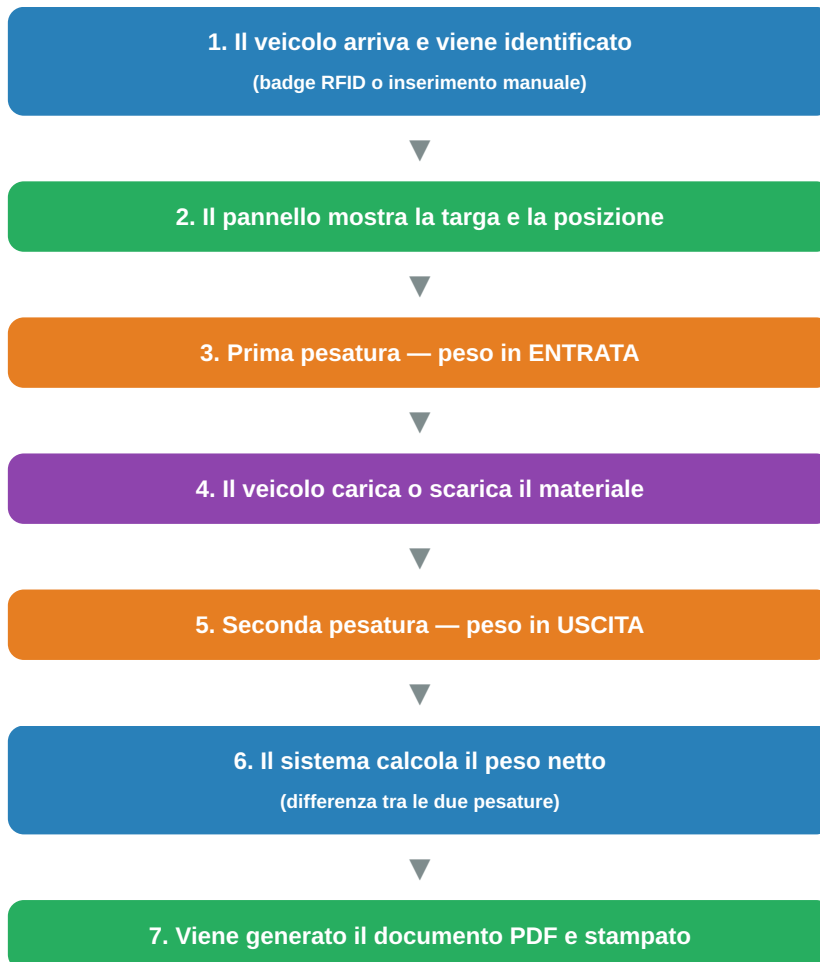 1. Il veicolo arriva e viene identificato
(badge RFID o inserimento manuale)
2. Il pannello mostra la targa e la posizione
3. Prima pesatura — peso in ENTRATA
4. Il veicolo carica o scarica il materiale
5. Seconda pesatura — peso in USCITA
6. Il sistema calcola il peso netto
(differenza tra le due pesature)
7. Viene generato il documento PDF e stampato